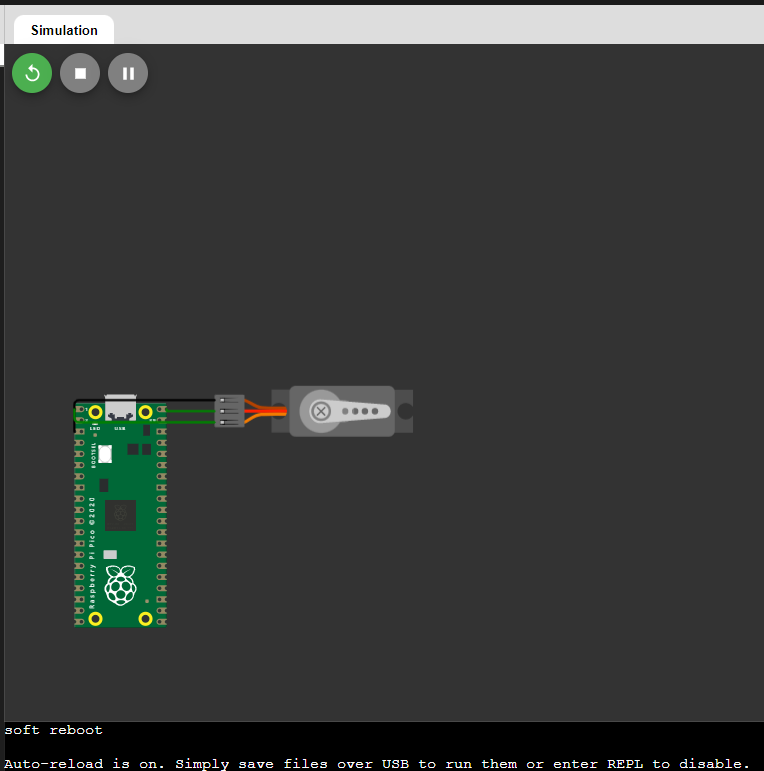 Simulation
LED
USB
BOOTSEL
Raspberry Pi Pico ©2020
soft reboot
Auto-reload is on. Simply save files over USB to run them or enter REPL to disable.